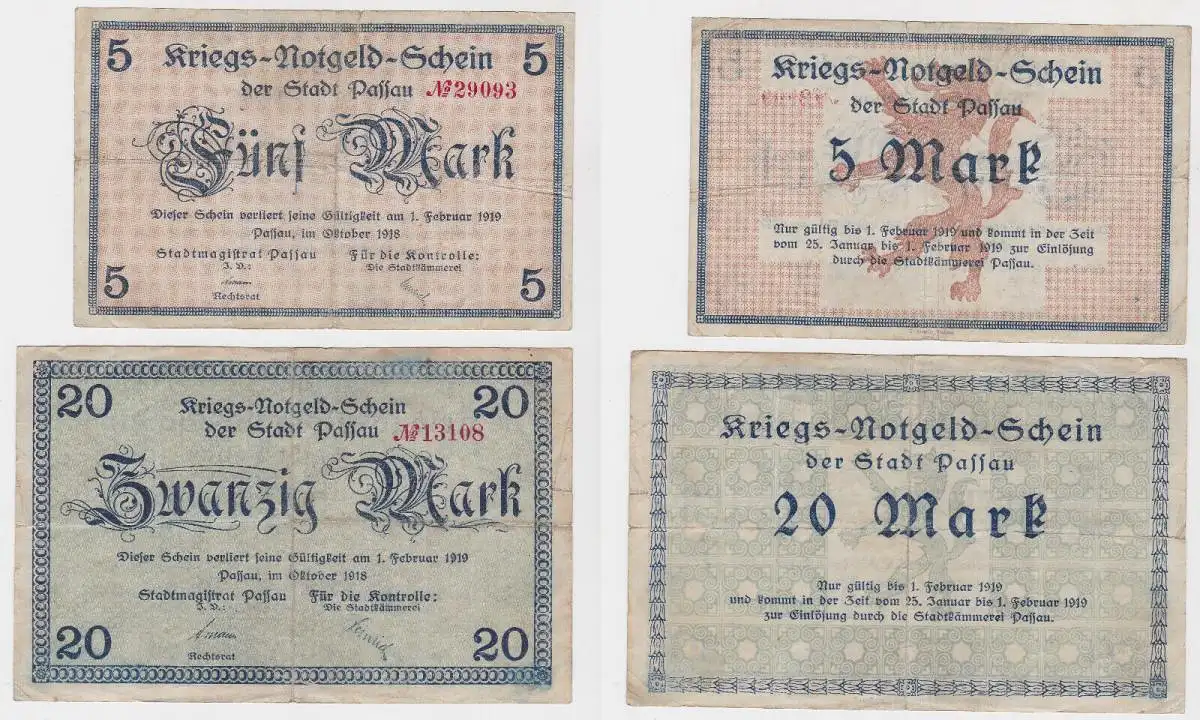 5 Kriegs-Notgeld-Schein 5
der Stadt Passau № 29093
Fünf Mark
Dieser Schein verliert seine Gültigkeit am 1. Februar 1919
Passau, im Oktober 1918
Stadtmagistrat Passau Für die Kontrolle:
J. V.: Die Stadtkämmerei
5 Rechtsrat 5
Kriegs-Notgeld-Schein
der Stadt Passau
5 Mark
Nur gültig bis 1. Februar 1919 und kommt in der Zeit
vom 25. Januar bis 1. Februar 1919 zur Einlösung
durch die Stadtkämmerei Passau.
20 Kriegs-Notgeld-Schein 20
der Stadt Passau № 13108
Zwanzig Mark
Dieser Schein verliert seine Gültigkeit am 1. Februar 1919
Passau, im Oktober 1918
Stadtmagistrat Passau Für die Kontrolle:
J. V.: Die Stadtkämmerei
20 Rechtsrat 20
Kriegs-Notgeld-Schein
der Stadt Passau
20 Mark
Nur gültig bis 1. Februar 1919
und kommt in der Zeit vom 25. Januar bis 1. Februar 1919
zur Einlösung durch die Stadtkämmerei Passau.